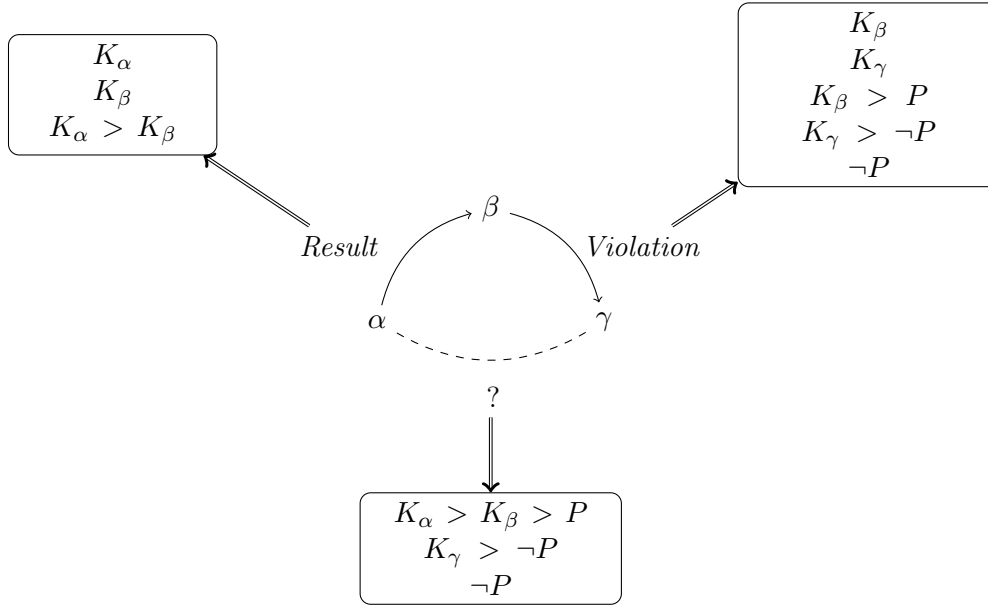 K_α
K_β
K_α > K_β
K_β
K_γ
K_β > P
K_γ > ¬P
¬P
β
Result
Violation
α
γ
?
K_α > K_β > P
K_γ > ¬P
¬P